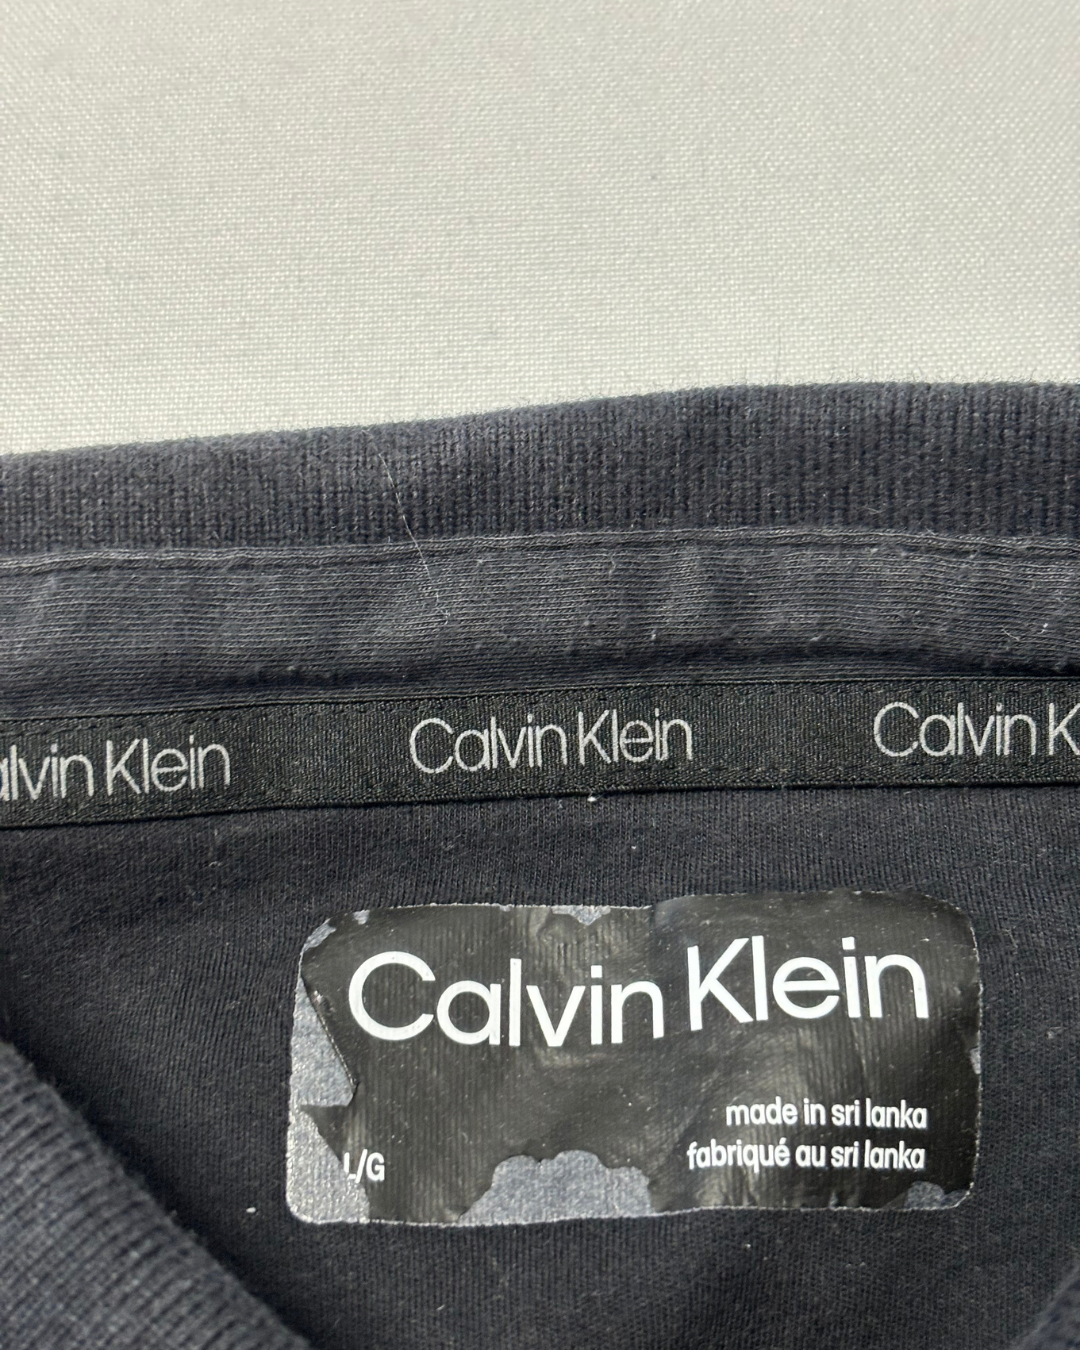 alvin Klein Calvin Klein Calvin K
Calvin Klein
made in sri lanka
L/G fabriqué au sri lanka